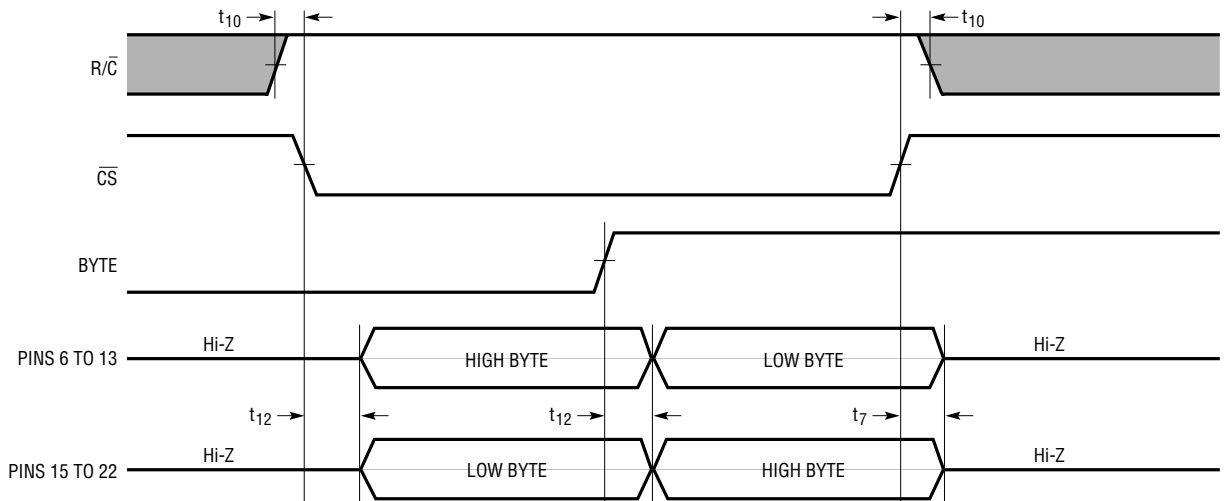 t10 t10
R/C̅
C̅S̅
BYTE
Hi-Z Hi-Z
PINS 6 TO 13 HIGH BYTE LOW BYTE
t12 t12 t7
Hi-Z Hi-Z
PINS 15 TO 22 LOW BYTE HIGH BYTE